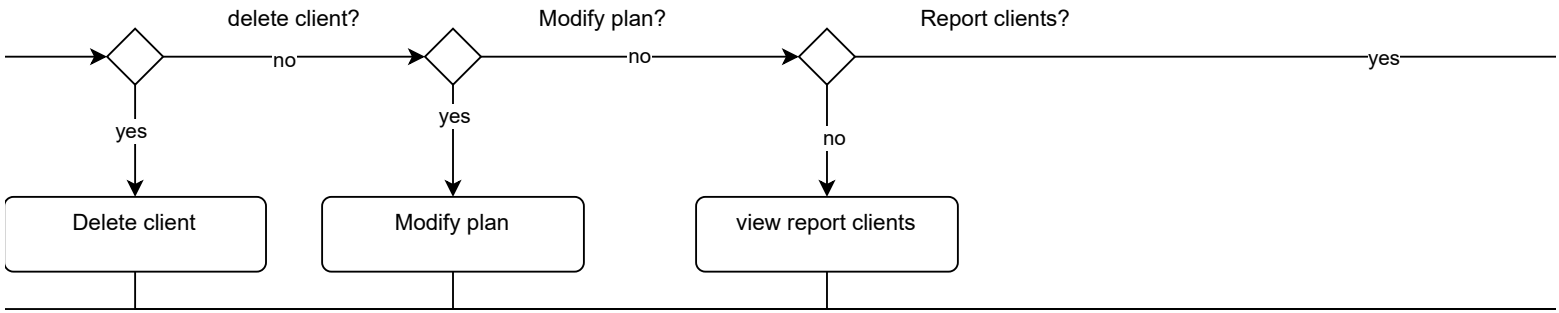 delete client?
Modify plan?
Report clients?
no
no
yes
yes
yes
no
Delete client
Modify plan
view report clients